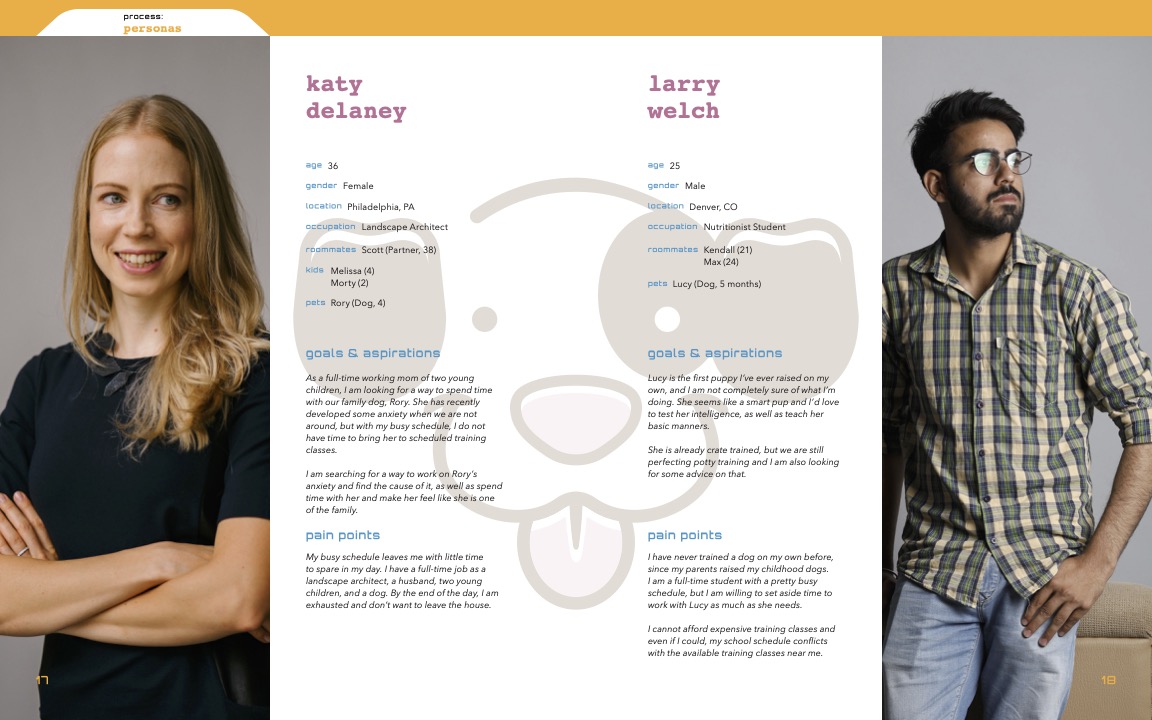 process:
personas
katy
delaney
age 36
gender Female
location Philadelphia, PA
occupation Landscape Architect
roommates Scott (Partner, 38)
kids Melissa (4)
Morty (2)
pets Rory (Dog, 4)
goals & aspirations
As a full-time working mom of two young
children, I am looking for a way to spend time
with our family dog, Rory. She has recently
developed some anxiety when we are not
around, but with my busy schedule, I do not
have time to bring her to scheduled training
classes.
I am searching for a way to work on Rory's
anxiety and find the cause of it, as well as spend
time with her and make her feel like she is one
of the family.
pain points
My busy schedule leaves me with little time
to spare in my day. I have a full-time job as a
landscape architect, a husband, two young
children, and a dog. By the end of the day, I am
exhausted and don't want to leave the house.
17
larry
welch
age 25
gender Male
location Denver, CO
occupation Nutritionist Student
roommates Kendall (21)
Max (24)
pets Lucy (Dog, 5 months)
goals & aspirations
Lucy is the first puppy I've ever raised on my
own, and I am not completely sure of what I'm
doing. She seems like a smart pup and I'd love
to test her intelligence, as well as teach her
basic manners.
She is already crate trained, but we are still
perfecting potty training and I am also looking
for some advice on that.
pain points
I have never trained a dog on my own before,
since my parents raised my childhood dogs.
I am a full-time student with a pretty busy
schedule, but I am willing to set aside time to
work with Lucy as much as she needs.
I cannot afford expensive training classes and
even if I could, my school schedule conflicts
with the available training classes near me.
18